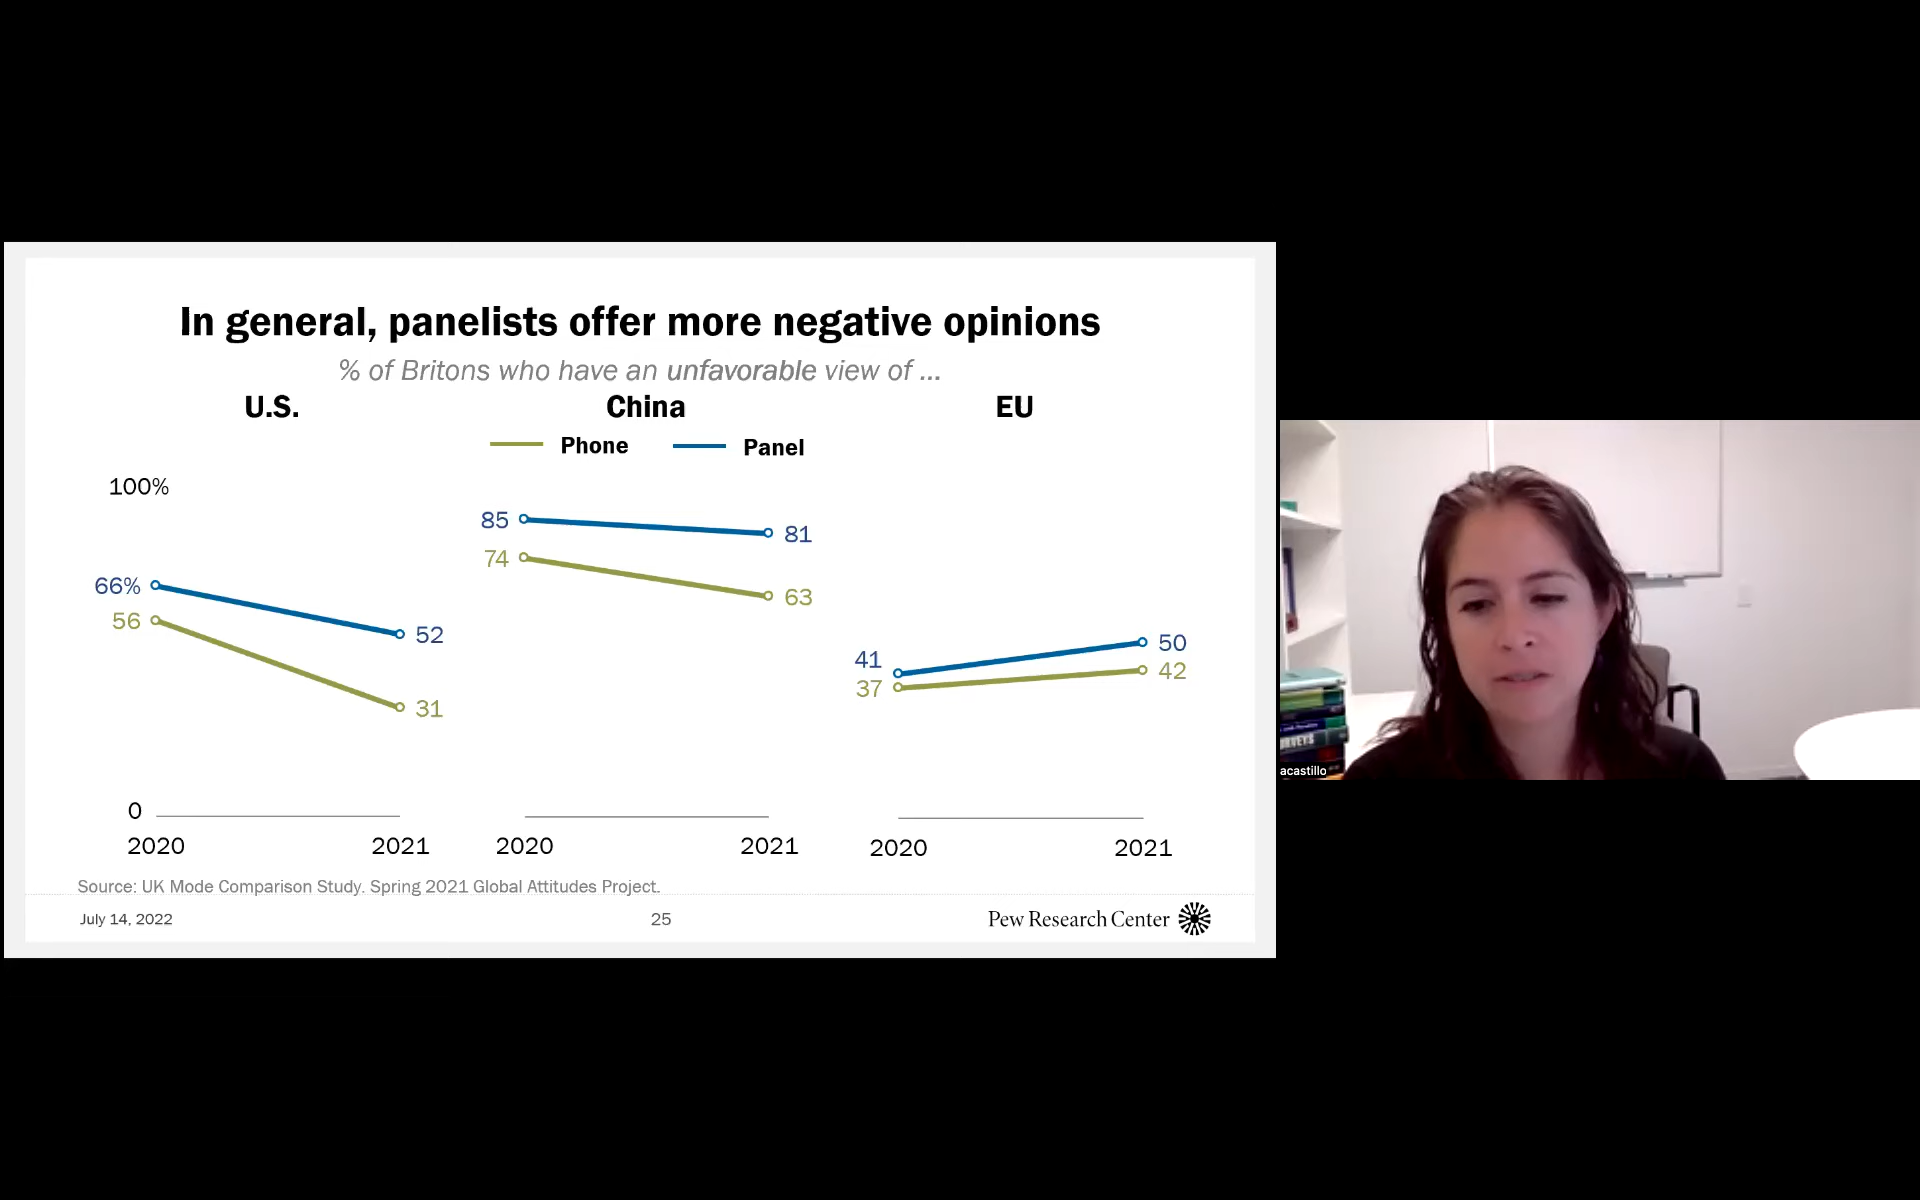 In general, panelists offer more negative opinions
% of Britons who have an unfavorable view of ...
U.S.
China
EU
Phone
Panel
100%
66%
56
52
31
0
2020
2021
85
74
81
63
2020
2021
41
37
50
42
2020
2021
Source: UK Mode Comparison Study. Spring 2021 Global Attitudes Project.
July 14, 2022
25
Pew Research Center
acastillo